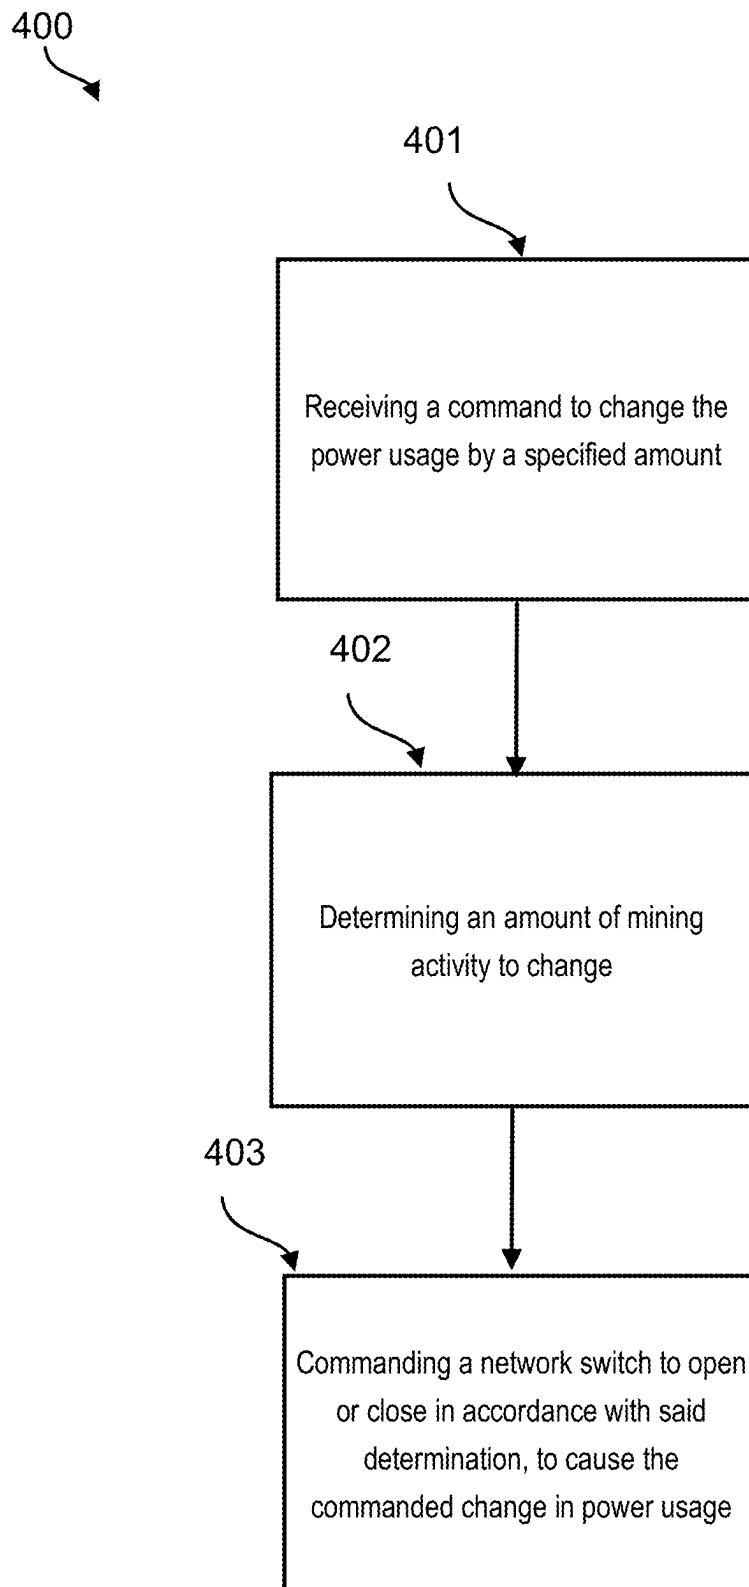 400
401
Receiving a command to change the
power usage by a specified amount
402
Determining an amount of mining
activity to change
403
Commanding a network switch to open
or close in accordance with said
determination, to cause the
commanded change in power usage